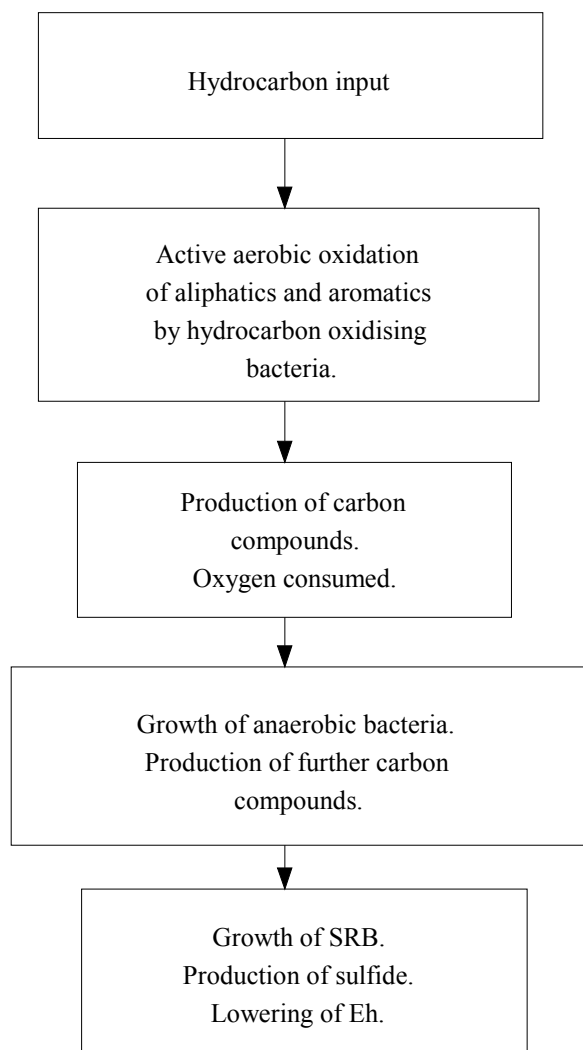 Hydrocarbon input
Active aerobic oxidation
of aliphatics and aromatics
by hydrocarbon oxidising
bacteria.
Production of carbon
compounds.
Oxygen consumed.
Growth of anaerobic bacteria.
Production of further carbon
compounds.
Growth of SRB.
Production of sulfide.
Lowering of Eh.